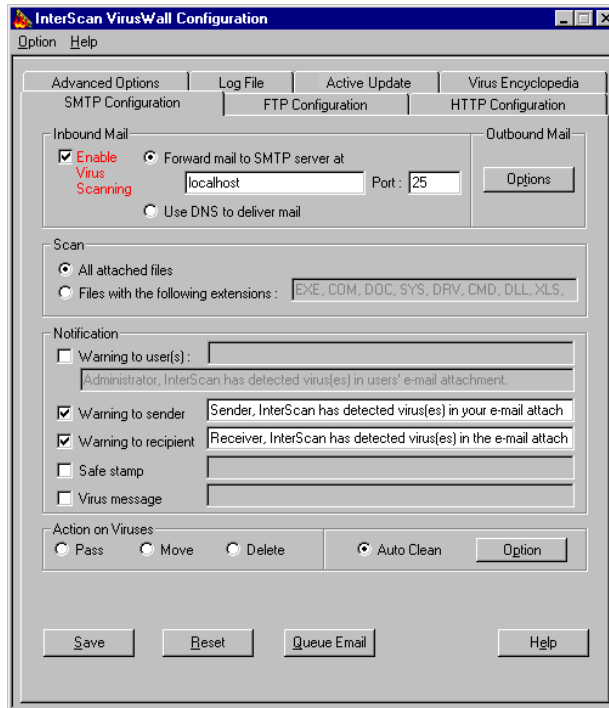 InterScan VirusWall Configuration
Option Help
Advanced Options Log File Active Update Virus Encyclopedia
SMTP Configuration FTP Configuration HTTP Configuration
Inbound Mail Outbound Mail
Enable Virus Scanning
Forward mail to SMTP server at
localhost Port : 25
Options
Use DNS to deliver mail
Scan
All attached files
Files with the following extensions : EXE, COM, DOC, SYS, DRV, CMD, DLL, XLS,
Notification
Warning to user(s) :
Administrator, InterScan has detected virus(es) in users' e-mail attachment.
Warning to sender Sender, InterScan has detected virus(es) in your e-mail attach
Warning to recipient Receiver, InterScan has detected virus(es) in the e-mail attach
Safe stamp
Virus message
Action on Viruses
Pass Move Delete Auto Clean Option
Save Reset Queue Email Help